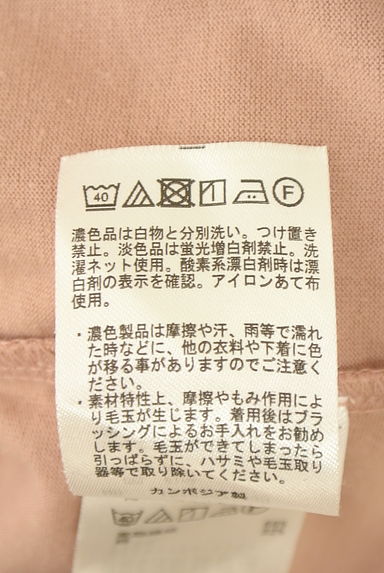 40 F
濃色品は白物と分別洗い。つけ置き
禁止。淡色品は蛍光増白剤禁止。洗
濯ネット使用。酸素系漂白剤時は漂
白剤の表示を確認。アイロンあて布
使用。
・濃色製品は摩擦や汗、雨等で濡れ
た時などに、他の衣料や下着に色
が移る事がありますのでご注意く
ださい。
・素材特性上、摩擦やもみ作用によ
り毛玉が生じます。着用後はブラ
ッシングによるお手入れをお勧め
します。毛玉ができてしまったら
引っぱらずに、ハサミや毛玉取り
器等で取り除いてください。
カンボジア製